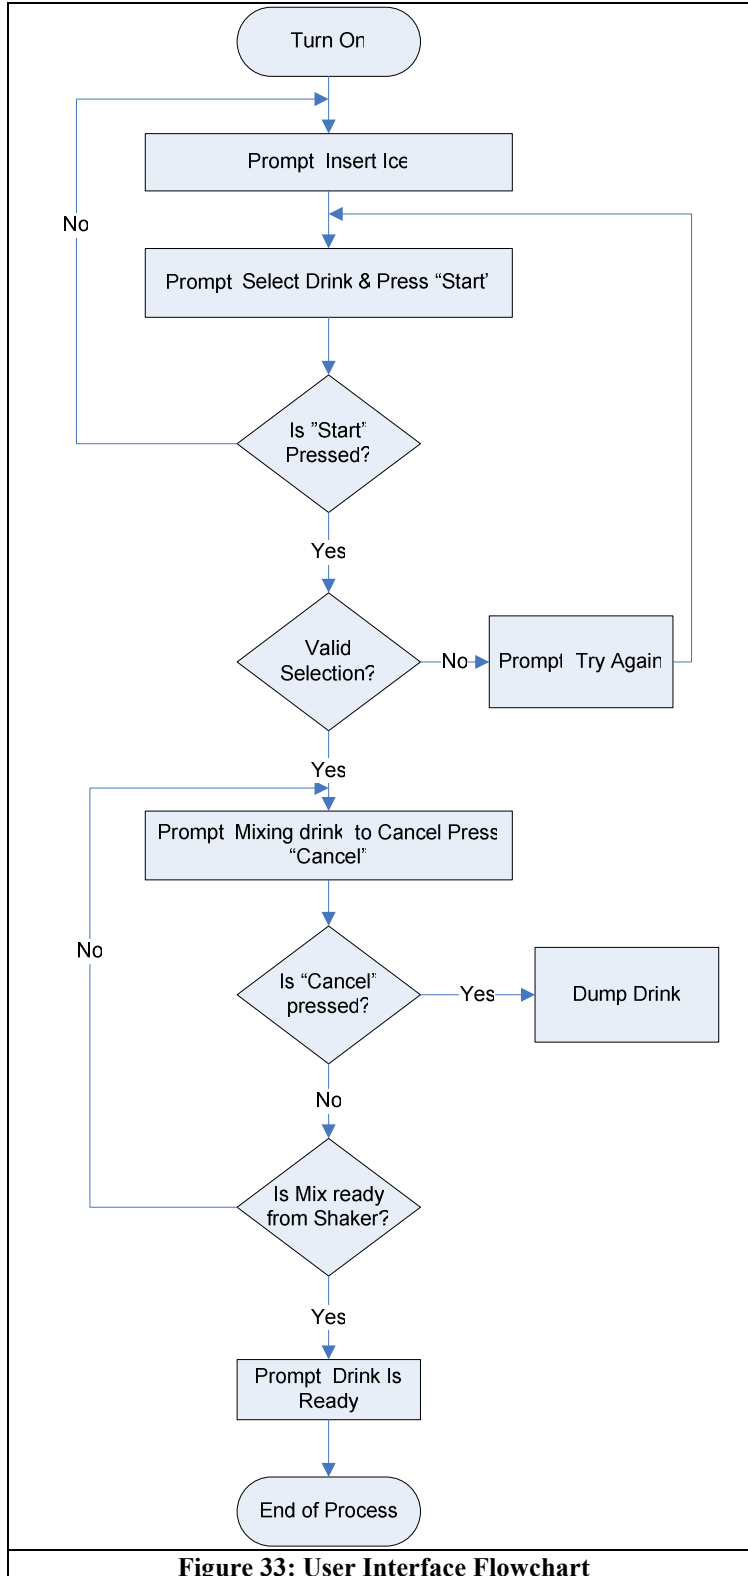 Turn On
Prompt Insert Ice
No
Prompt Select Drink & Press “Start’
Is ”Start”
Pressed?
Yes
Valid
Selection?
No
Prompt Try Again
Yes
Prompt Mixing drink to Cancel Press
“Cancel”
No
Is “Cancel”
pressed?
Yes
Dump Drink
No
Is Mix ready
from Shaker?
Yes
Prompt Drink Is
Ready
End of Process
Figure 33: User Interface Flowchart